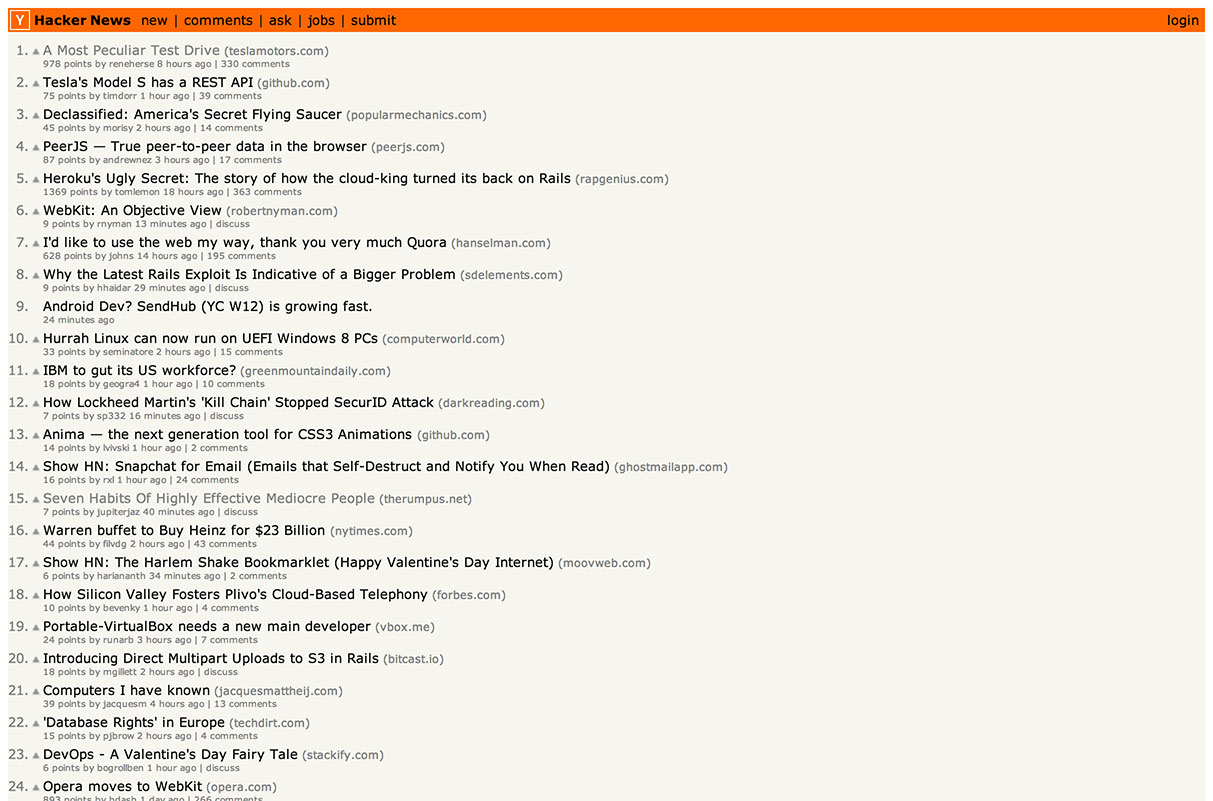 Y Hacker News new | comments | ask | jobs | submit login
1. A Most Peculiar Test Drive (teslamotors.com)
978 points by reneherse 8 hours ago | 330 comments
2. Tesla's Model S has a REST API (github.com)
75 points by timdorr 1 hour ago | 39 comments
3. Declassified: America's Secret Flying Saucer (popularmechanics.com)
45 points by morisy 2 hours ago | 14 comments
4. PeerJS — True peer-to-peer data in the browser (peerjs.com)
87 points by andrewnez 3 hours ago | 17 comments
5. Heroku's Ugly Secret: The story of how the cloud-king turned its back on Rails (rapgenius.com)
1369 points by tomlemon 18 hours ago | 363 comments
6. WebKit: An Objective View (robertnyman.com)
9 points by rnyman 13 minutes ago | discuss
7. I'd like to use the web my way, thank you very much Quora (hanselman.com)
628 points by johns 14 hours ago | 195 comments
8. Why the Latest Rails Exploit Is Indicative of a Bigger Problem (sdelements.com)
9 points by hhaidar 29 minutes ago | discuss
9. Android Dev? SendHub (YC W12) is growing fast.
24 minutes ago
10. Hurrah Linux can now run on UEFI Windows 8 PCs (computerworld.com)
33 points by seminatore 2 hours ago | 15 comments
11. IBM to gut its US workforce? (greenmountaindaily.com)
18 points by geogra4 1 hour ago | 10 comments
12. How Lockheed Martin's 'Kill Chain' Stopped SecurID Attack (darkreading.com)
7 points by sp332 16 minutes ago | discuss
13. Anima — the next generation tool for CSS3 Animations (github.com)
14 points by lvivski 1 hour ago | 2 comments
14. Show HN: Snapchat for Email (Emails that Self-Destruct and Notify You When Read) (ghostmailapp.com)
16 points by rxl 1 hour ago | 24 comments
15. Seven Habits Of Highly Effective Mediocre People (therumpus.net)
7 points by jupiterjaz 40 minutes ago | discuss
16. Warren buffet to Buy Heinz for $23 Billion (nytimes.com)
44 points by filvdg 2 hours ago | 43 comments
17. Show HN: The Harlem Shake Bookmarklet (Happy Valentine's Day Internet) (moovweb.com)
6 points by hariananth 34 minutes ago | 2 comments
18. How Silicon Valley Fosters Plivo's Cloud-Based Telephony (forbes.com)
10 points by bevenky 1 hour ago | 4 comments
19. Portable-VirtualBox needs a new main developer (vbox.me)
24 points by runarb 3 hours ago | 7 comments
20. Introducing Direct Multipart Uploads to S3 in Rails (bitcast.io)
18 points by mgillett 2 hours ago | discuss
21. Computers I have known (jacquesmattheij.com)
39 points by jacquesm 4 hours ago | 13 comments
22. 'Database Rights' in Europe (techdirt.com)
15 points by pjbrow 2 hours ago | 4 comments
23. DevOps - A Valentine's Day Fairy Tale (stackify.com)
6 points by bogrollben 1 hour ago | discuss
24. Opera moves to WebKit (opera.com)
893 points by hdash 1 day ago | 266 comments